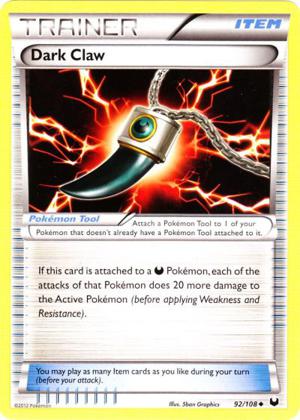 TRAINER ITEM
Dark Claw
Pokémon Tool
Attach a Pokémon Tool to 1 of your
Pokémon that doesn't already have a Pokémon Tool attached to it.
If this card is attached to a Pokémon, each of the
attacks of that Pokémon does 20 more damage to
the Active Pokémon (before applying Weakness and
Resistance).
You may play as many Item cards as you like during your
turn (before your attack).
©2012 Pokémon
Illus. 5ban Graphics
92/108